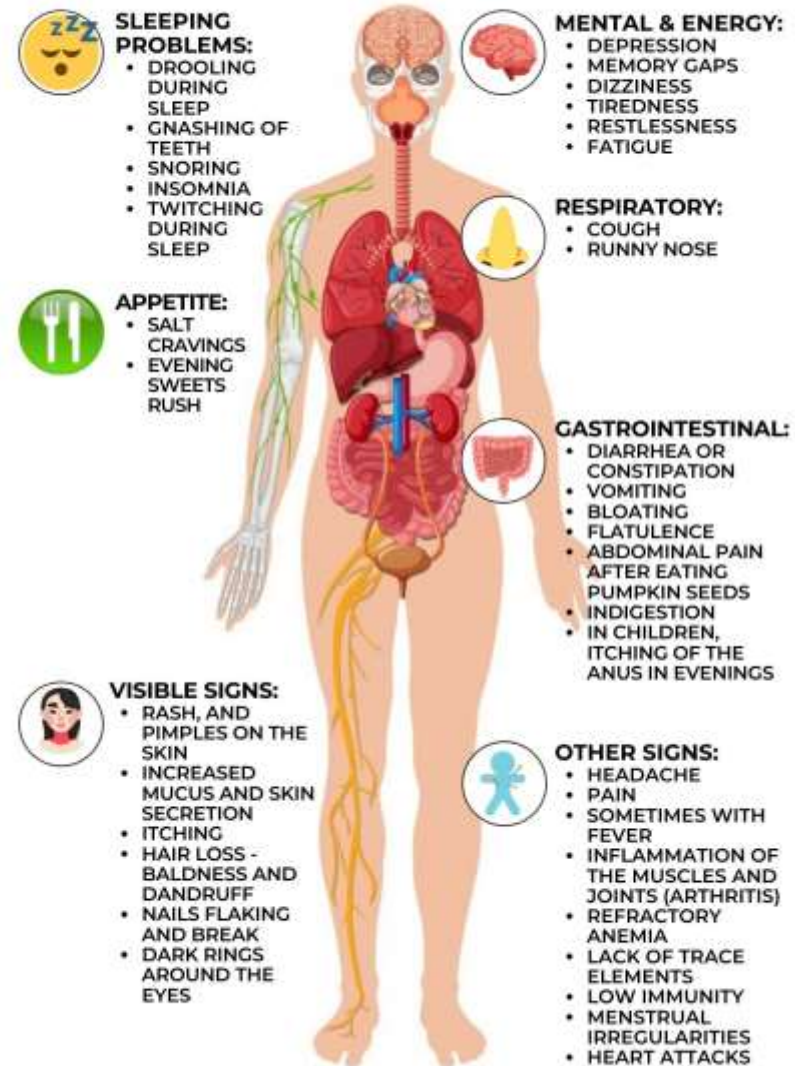 SLEEPING
PROBLEMS:
• DROOLING
DURING
SLEEP
• GNASHING OF
TEETH
• SNORING
• INSOMNIA
• TWITCHING
DURING
SLEEP
APPETITE:
• SALT
CRAVINGS
• EVENING
SWEETS
RUSH
VISIBLE SIGNS:
• RASH, AND
PIMPLES ON THE
SKIN
• INCREASED
MUCUS AND SKIN
SECRETION
• ITCHING
• HAIR LOSS -
BALDNESS AND
DANDRUFF
• NAILS FLAKING
AND BREAK
• DARK RINGS
AROUND THE
EYES
MENTAL & ENERGY:
• DEPRESSION
• MEMORY GAPS
• DIZZINESS
• TIREDNESS
• RESTLESSNESS
• FATIGUE
RESPIRATORY:
• COUGH
• RUNNY NOSE
GASTROINTESTINAL:
• DIARRHEA OR
CONSTIPATION
• VOMITING
• BLOATING
• FLATULENCE
• ABDOMINAL PAIN
AFTER EATING
PUMPKIN SEEDS
• INDIGESTION
• IN CHILDREN,
ITCHING OF THE
ANUS IN EVENINGS
OTHER SIGNS:
• HEADACHE
• PAIN
• SOMETIMES WITH
FEVER
• INFLAMMATION OF
THE MUSCLES AND
JOINTS (ARTHRITIS)
• REFRACTORY
ANEMIA
• LACK OF TRACE
ELEMENTS
• LOW IMMUNITY
• MENSTRUAL
IRREGULARITIES
• HEART ATTACKS
zzz